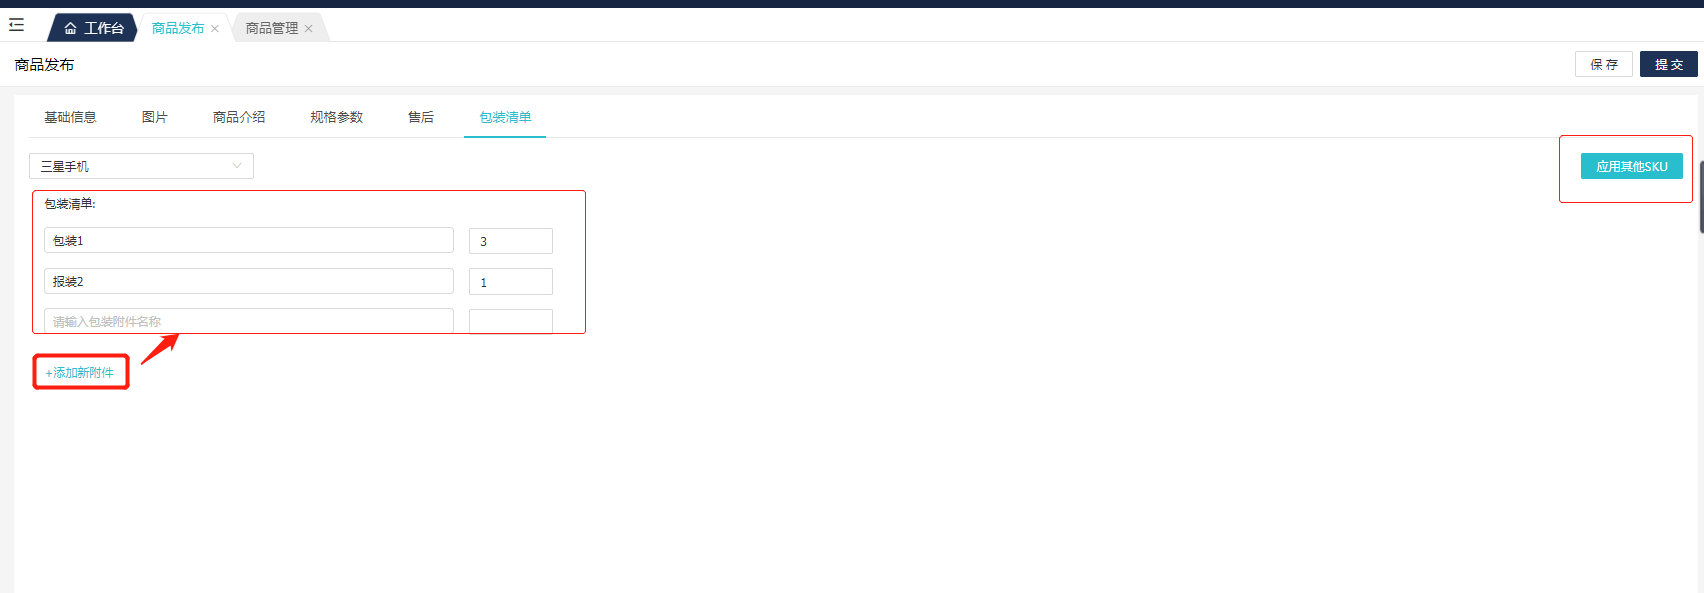 工作台 商品发布 商品管理
商品发布 保存 提交
基础信息 图片 商品介绍 规格参数 售后 包装清单
三星手机 应用其他SKU
包装清单:
包装1 3
报装2 1
请输入包装附件名称
+添加新附件